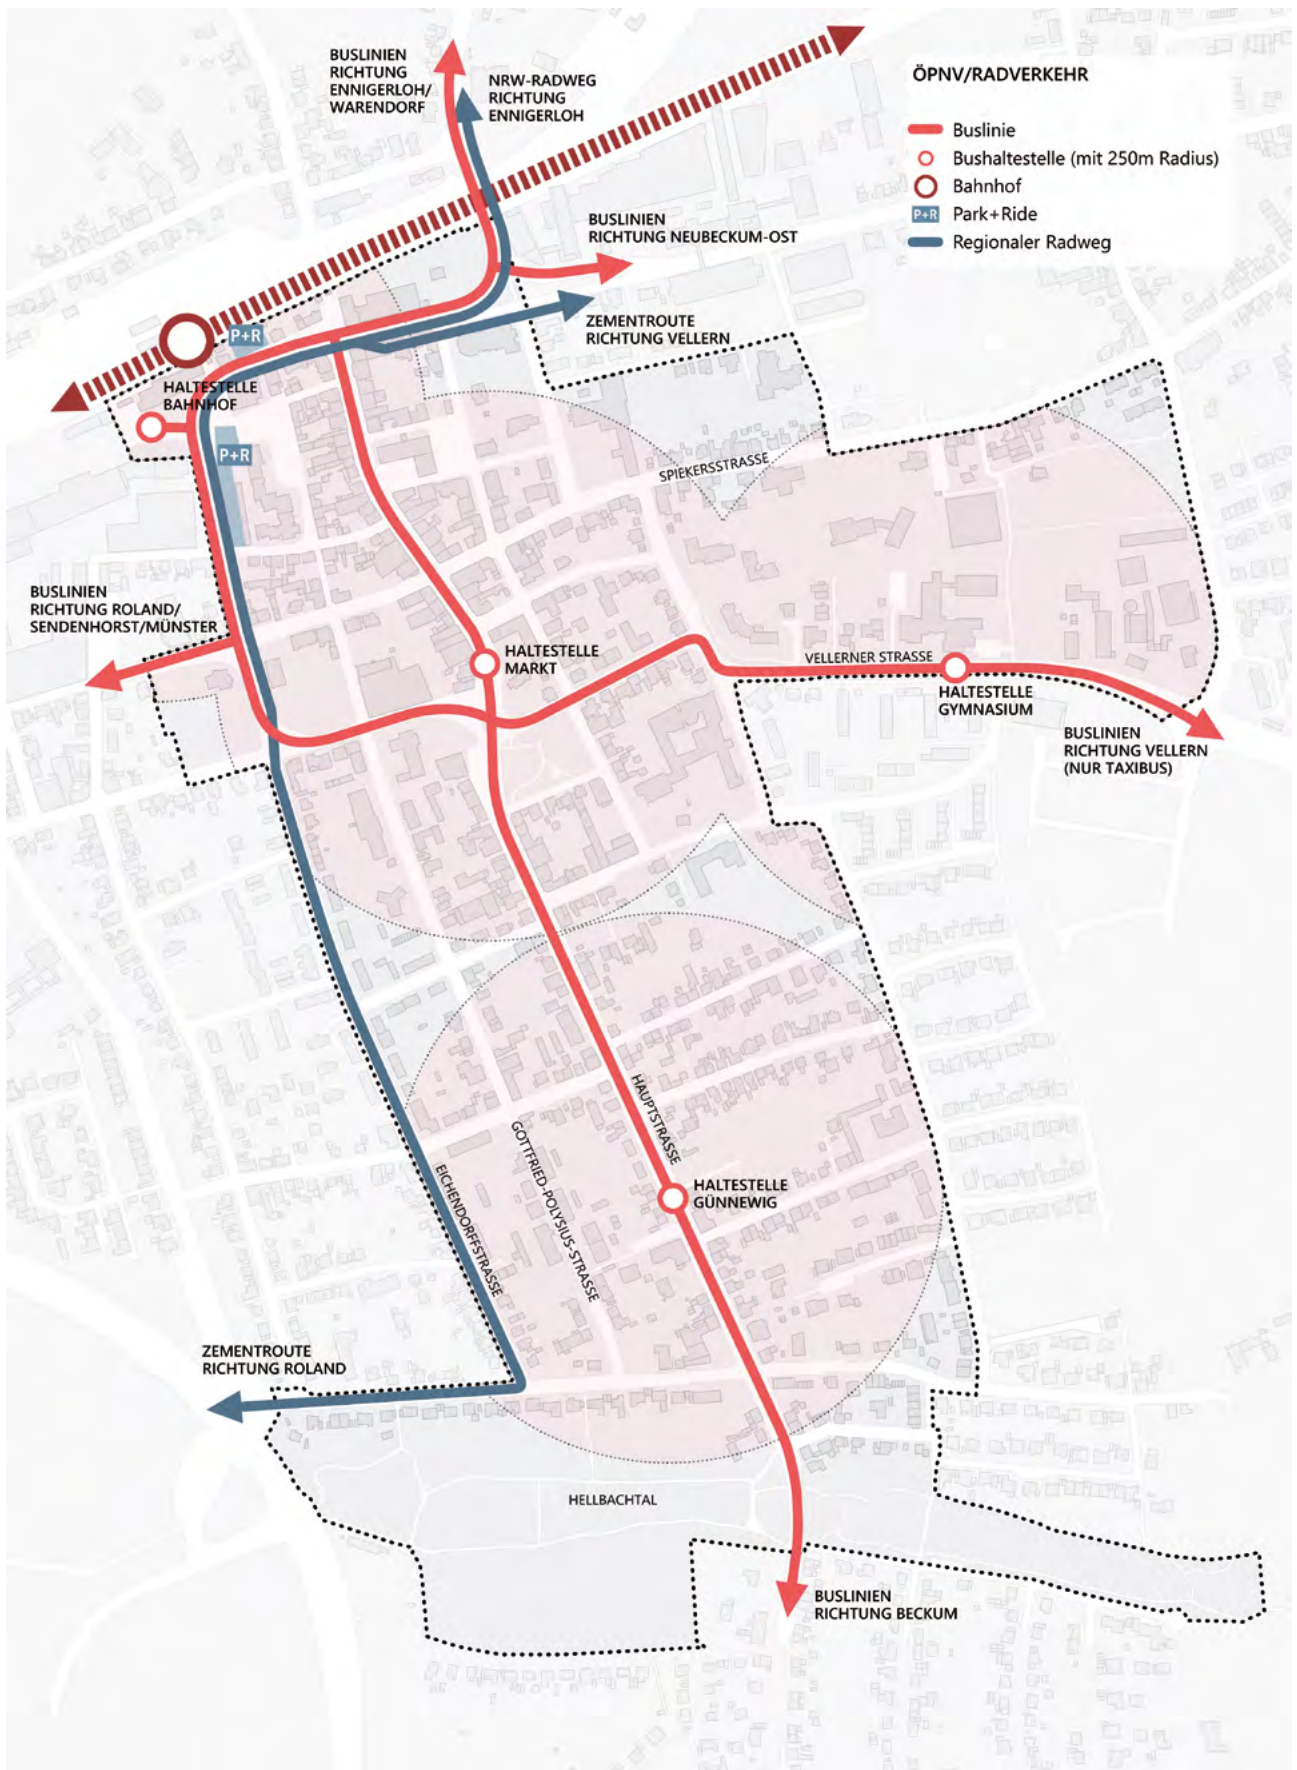 BUSLINIEN
RICHTUNG
ENNIGERLOH/
WARENDORF
NRW-RADWEG
RICHTUNG
ENNIGERLOH
ÖPNV/RADVERKEHR
Buslinie
Bushaltestelle (mit 250m Radius)
Bahnhof
P+R Park+Ride
Regionaler Radweg
BUSLINIEN
RICHTUNG NEUBECKUM-OST
ZEMENTROUTE
RICHTUNG VELLERN
P+R
HALTESTELLE
BAHNHOF
P+R
SPIEKERSSTRASSE
BUSLINIEN
RICHTUNG ROLAND/
SENDENHORST/MÜNSTER
HALTESTELLE
MARKT
VELLERNER STRASSE
HALTESTELLE
GYMNASIUM
BUSLINIEN
RICHTUNG VELLERN
(NUR TAXIBUS)
HAUPTSTRASSE
GOTTFRIED-POLYSIUS-STRASSE
EICHENDORFFSTRASSE
HALTESTELLE
GÜNNEWIG
ZEMENTROUTE
RICHTUNG ROLAND
HELLBACHTAL
BUSLINIEN
RICHTUNG BECKUM